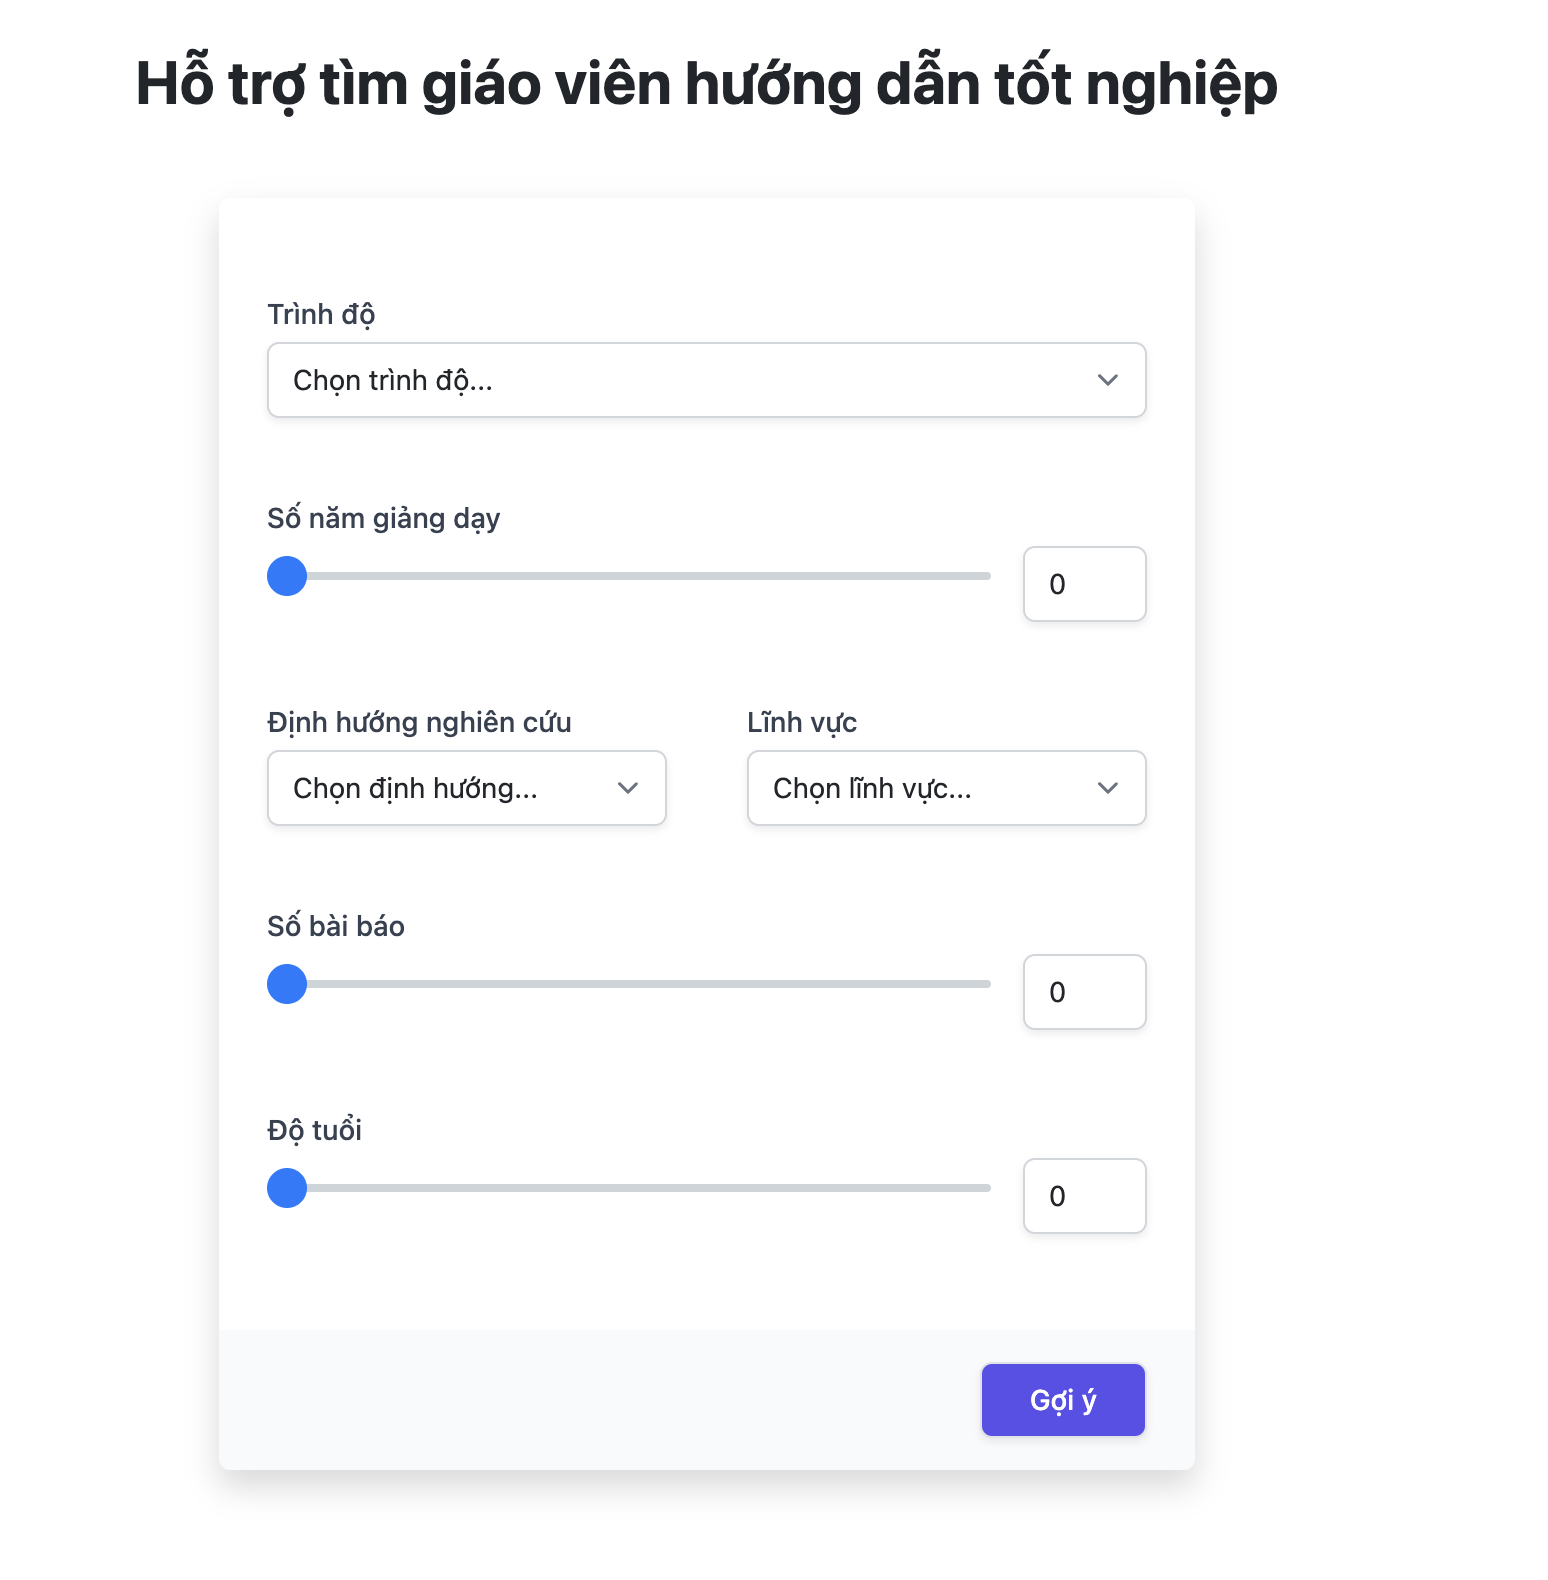 Hỗ trợ tìm giáo viên hướng dẫn tốt nghiệp
Trình độ
Chọn trình độ...
Số năm giảng dạy
0
Định hướng nghiên cứu
Lĩnh vực
Chọn định hướng...
Chọn lĩnh vực...
Số bài báo
0
Độ tuổi
0
Gợi ý